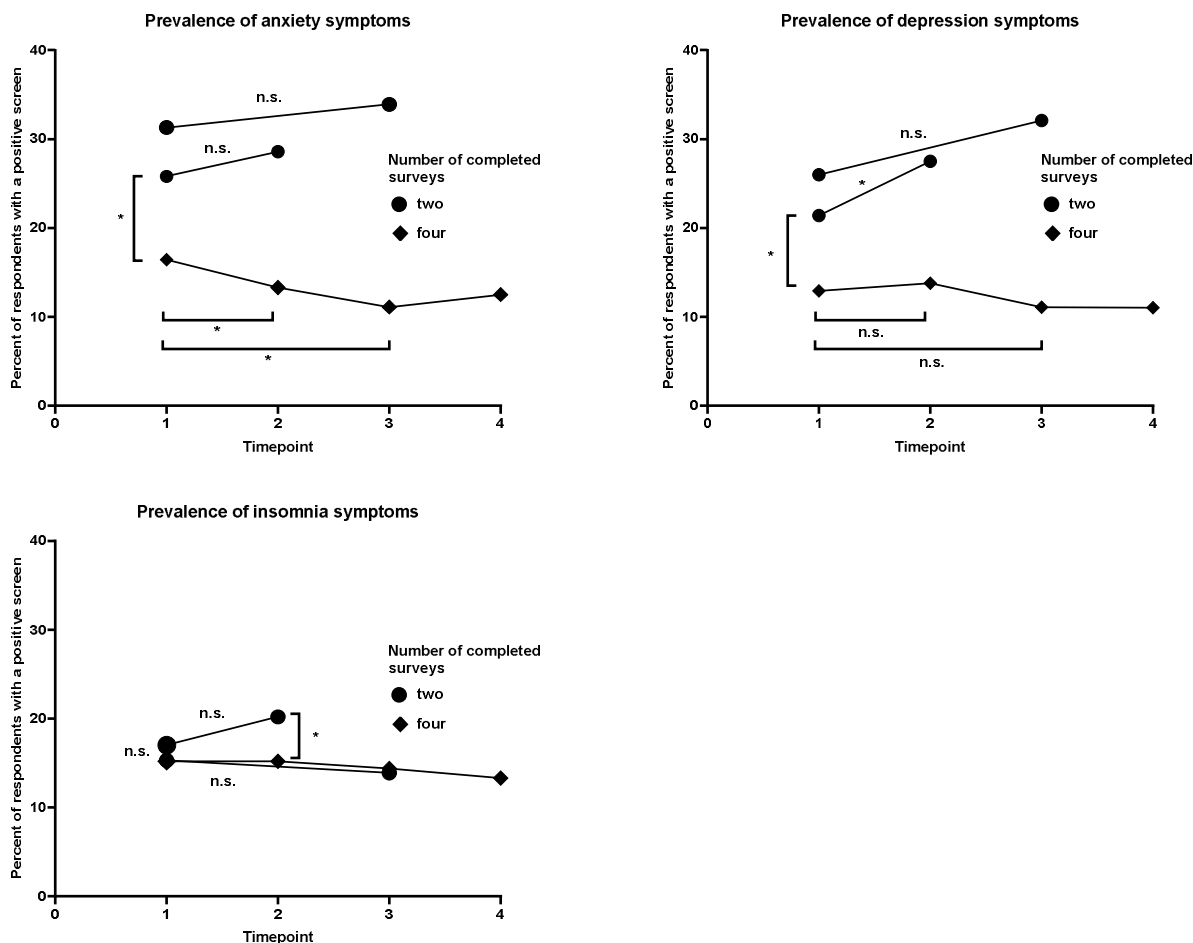 Prevalence of anxiety symptoms
Percent of respondents with a positive screen
40
30
20
10
0
n.s.
n.s.
*
*
*
Number of completed
surveys
two
four
0 1 2 3 4
Timepoint
Prevalence of depression symptoms
Percent of respondents with a positive screen
40
30
20
10
0
n.s.
*
*
n.s.
n.s.
Number of completed
surveys
two
four
0 1 2 3 4
Timepoint
Prevalence of insomnia symptoms
Percent of respondents with a positive screen
40
30
20
10
0
n.s.
*
n.s.
n.s.
Number of completed
surveys
two
four
0 1 2 3 4
Timepoint